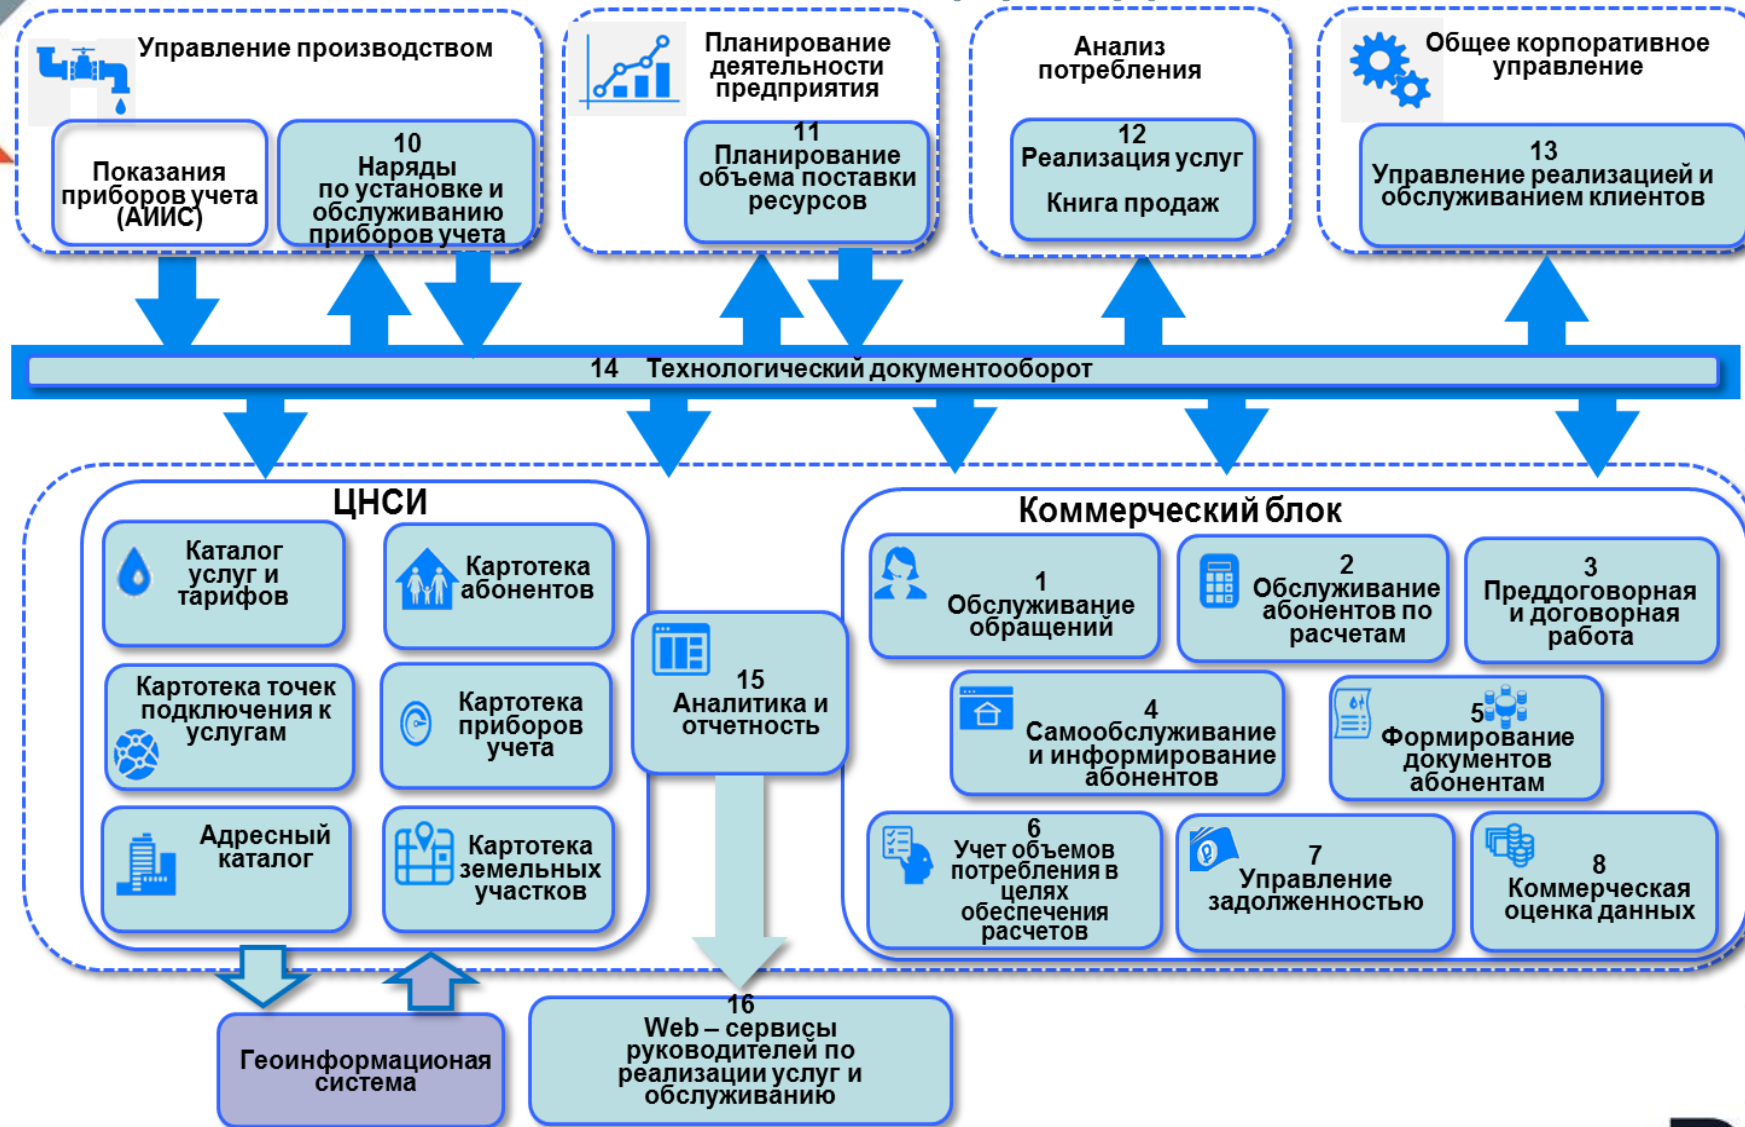 Управление производством
Показания
приборов учета
(АИИС)
10
Наряды
по установке и
обслуживанию
приборов учета
Планирование
деятельности
предприятия
11
Планирование
объема поставки
ресурсов
Анализ
потребления
12
Реализация услуг
Книга продаж
Общее корпоративное
управление
13
Управление реализацией и
обслуживанием клиентов
14 Технологический документооборот
ЦНСИ
Каталог
услуг и
тарифов
Картотека
абонентов
Картотека точек
подключения к
услугам
Картотека
приборов
учета
Адресный
каталог
Картотека
земельных
участков
15
Аналитика и
отчетность
Коммерческий блок
1
Обслуживание
обращений
2
Обслуживание
абонентов по
расчетам
3
Преддоговорная
и договорная
работа
4
Самообслуживание
и информирование
абонентов
5
Формирование
документов
абонентам
6
Учет объемов
потребления в
целях
обеспечения
расчетов
7
Управление
задолженностью
8
Коммерческая
оценка данных
Геоинформационая
система
16
Web – сервисы
руководителей по
реализации услуг и
обслуживанию